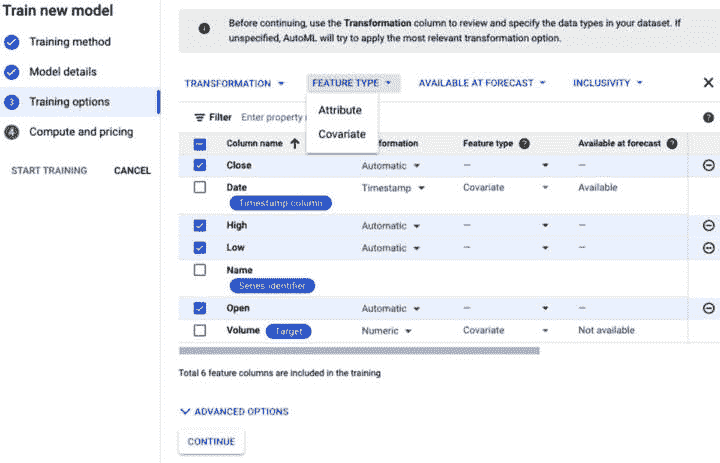 Train new model
Training method
Model details
3 Training options
4 Compute and pricing
START TRAINING CANCEL
Before continuing, use the Transformation column to review and specify the data types in your dataset. If
unspecified, AutoML will try to apply the most relevant transformation option.
TRANSFORMATION FEATURE TYPE AVAILABLE AT FORECAST INCLUSIVITY
Attribute
Covariate
Filter Enter property
Column name Feature type Available at forecast
Close Automatic – –
Date Timestamp Covariate Available
Timestamp column
High Automatic – –
Low Automatic – –
Name
Series identifier
Open Automatic – –
Volume Target Numeric Covariate Not available
Total 6 feature columns are included in the training
ADVANCED OPTIONS
CONTINUE